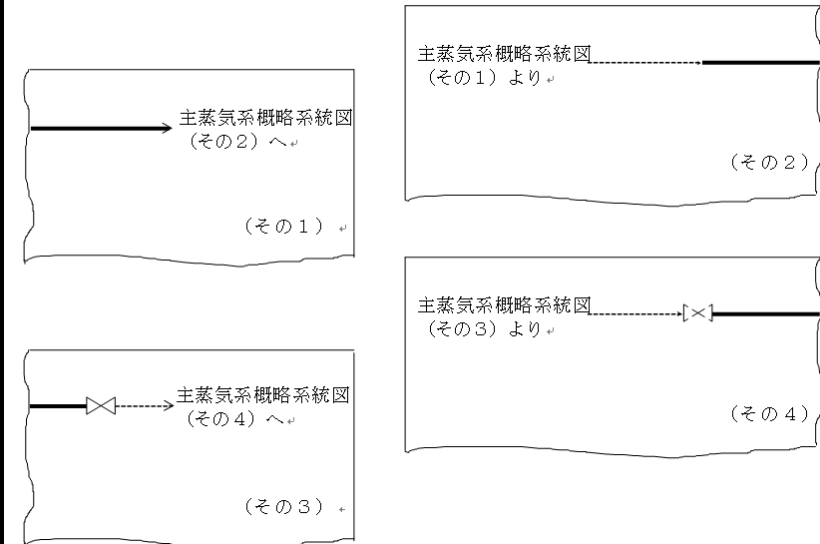 主蒸気系概略系統図
（その２）へ
（その１）
主蒸気系概略系統図
（その１）より
（その２）
主蒸気系概略系統図
（その４）へ
（その３）
主蒸気系概略系統図
（その３）より
（その４）